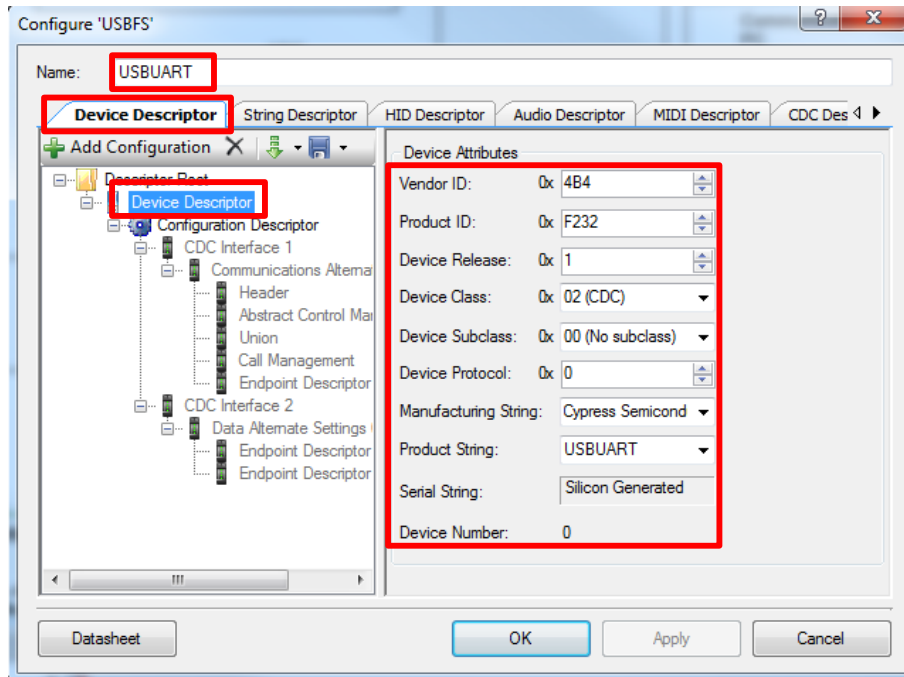 Configure 'USBFS'
? X
Name: USBUART
Device Descriptor String Descriptor HID Descriptor Audio Descriptor MIDI Descriptor CDC Des
Add Configuration
Device Attributes
Descriptor Root
Device Descriptor
Configuration Descriptor
CDC Interface 1
Communications Alterna
Header
Abstract Control Ma
Union
Call Management
Endpoint Descriptor
CDC Interface 2
Data Alternate Settings
Endpoint Descriptor
Endpoint Descriptor
Vendor ID: 0x 4B4
Product ID: 0x F232
Device Release: 0x 1
Device Class: 0x 02 (CDC)
Device Subclass: 0x 00 (No subclass)
Device Protocol: 0x 0
Manufacturing String: Cypress Semicond
Product String: USBUART
Serial String: Silicon Generated
Device Number: 0
Datasheet OK Apply Cancel